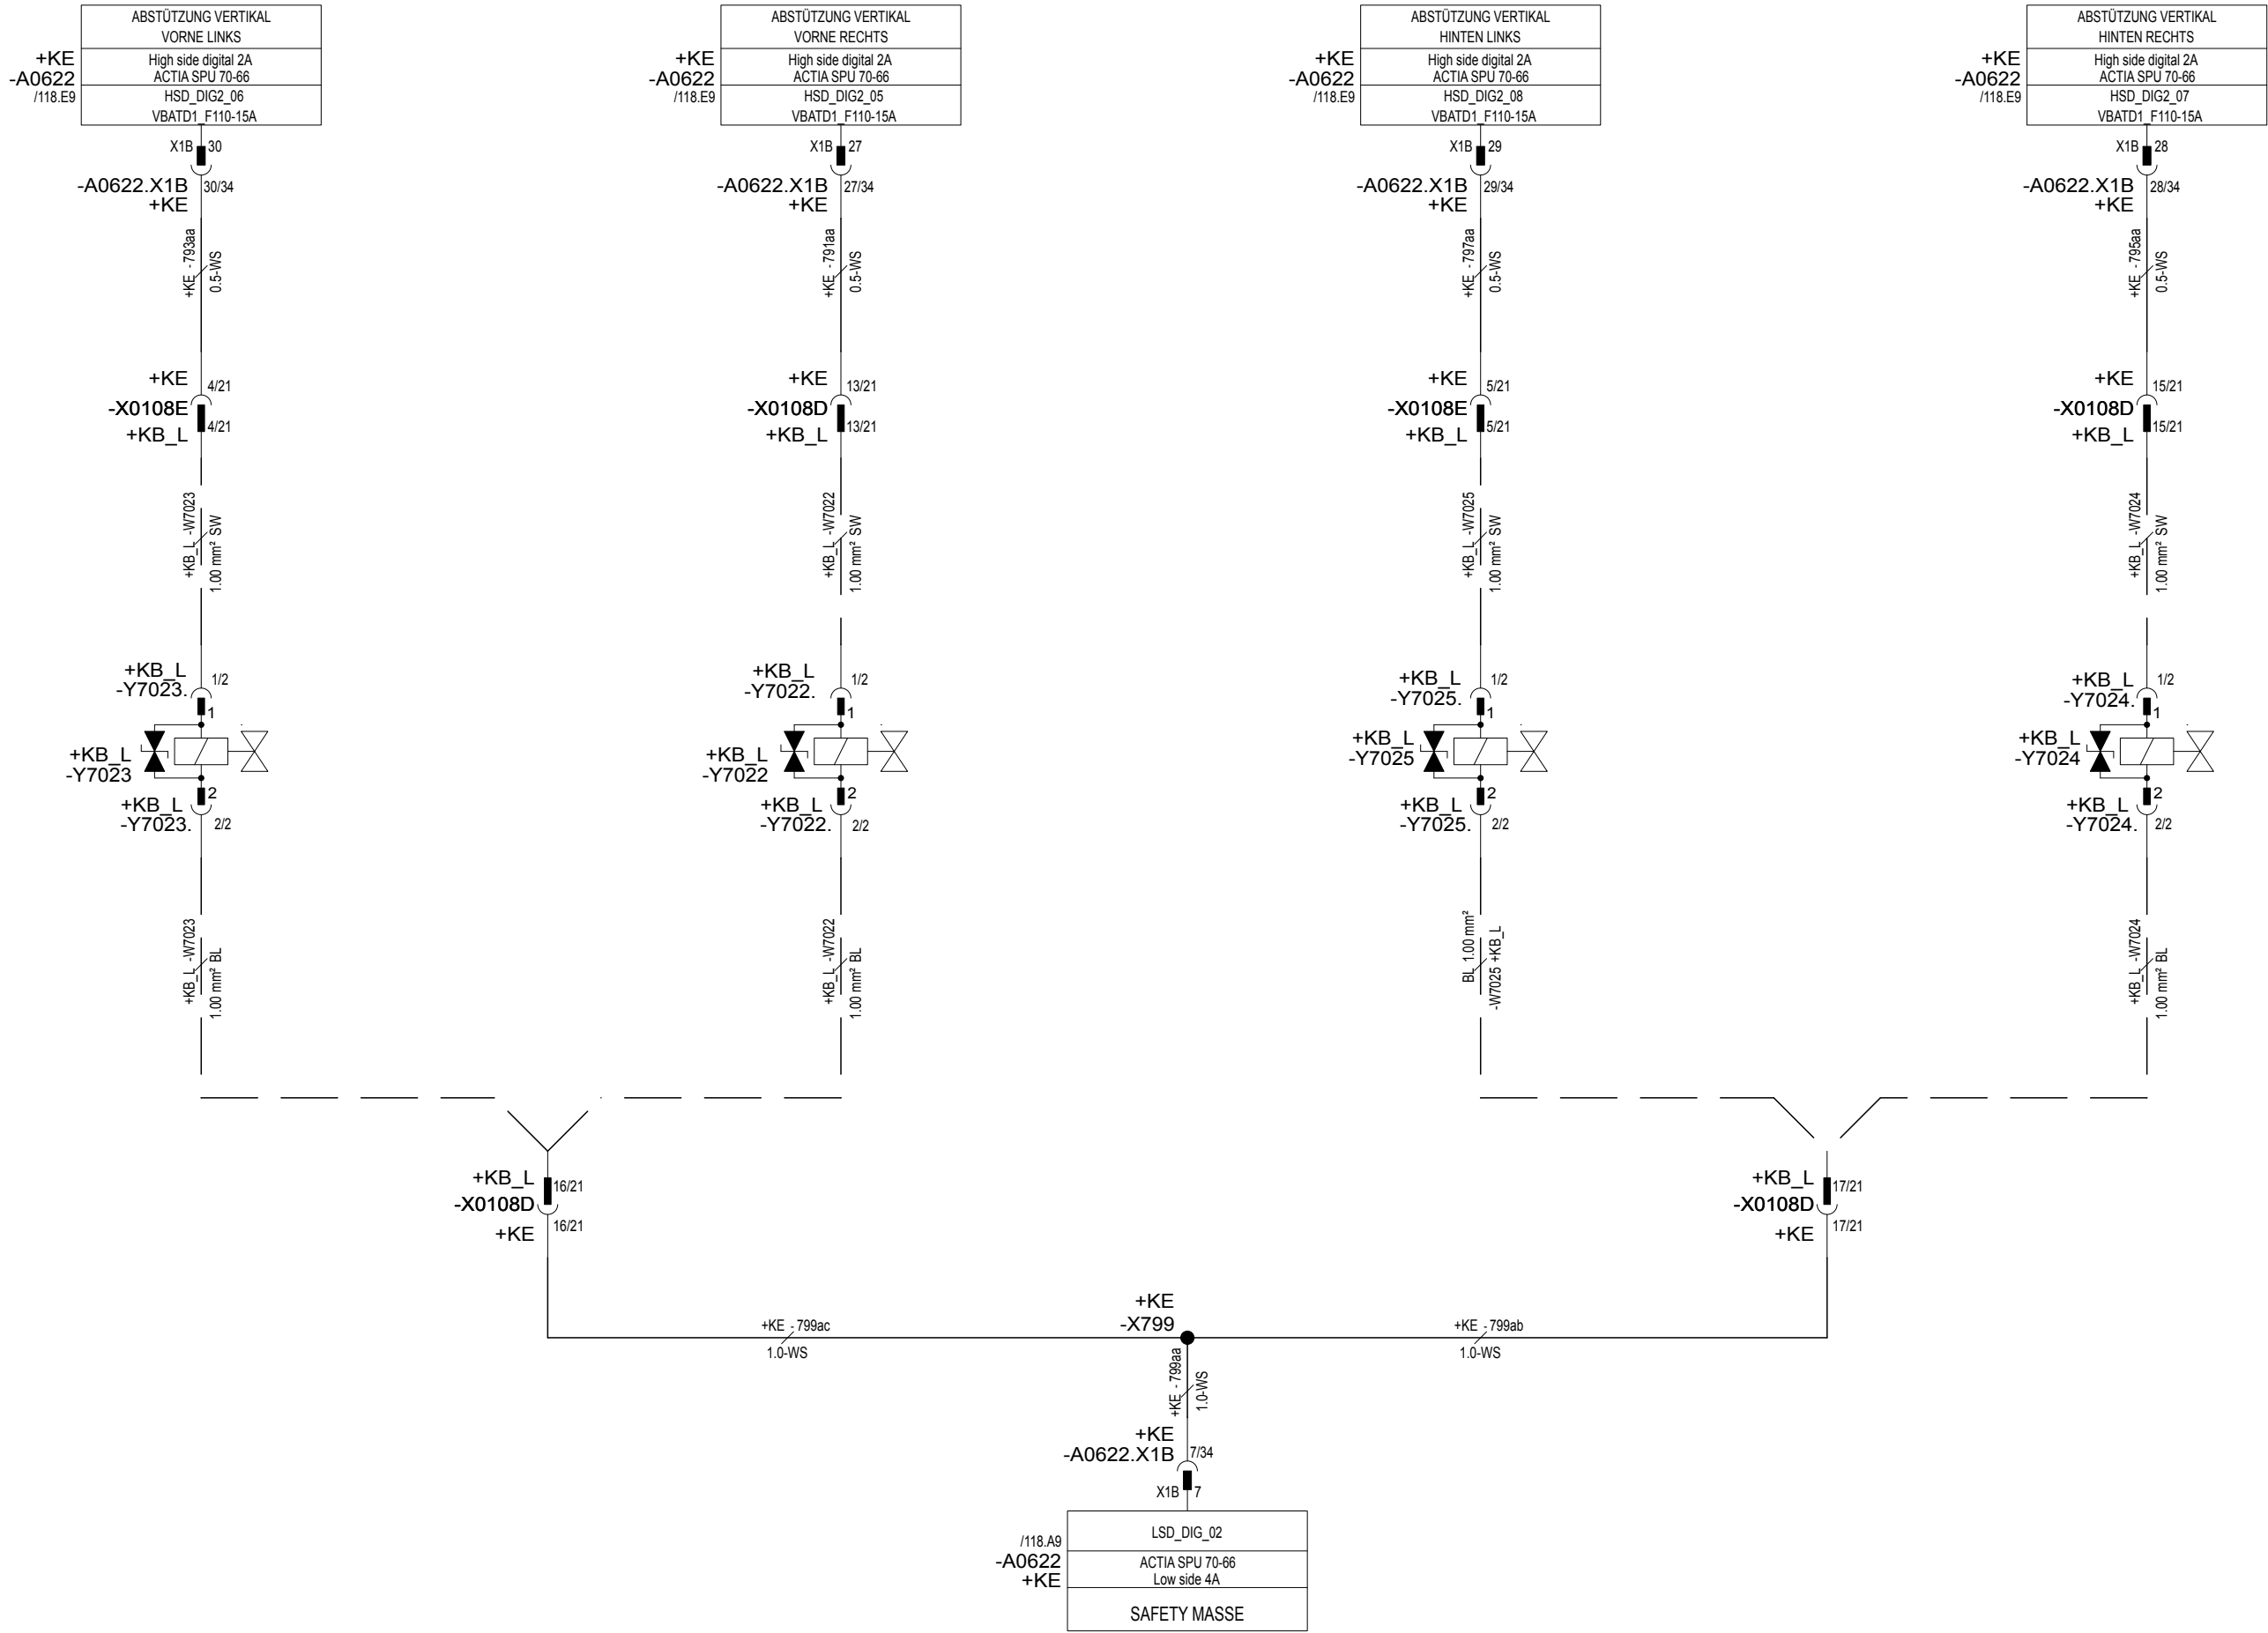 ABSTÜTZUNG VERTIKAL
VORNE LINKS
+KE
-A0622
/118.E9
High side digital 2A
ACTIA SPU 70-66
HSD_DIG2_06
VBATD1_F110-15A
X1B 30
-A0622.X1B 30/34
+KE
+KE -793aa
0.5-WS
+KE 4/21
-X0108E
+KB_L 4/21
+KB_L -W7023
1.00 mm² SW
+KB_L 1/2
-Y7023.
1
+KB_L
-Y7023
2
+KB_L
-Y7023. 2/2
+KB_L -W7023
1.00 mm² BL
ABSTÜTZUNG VERTIKAL
VORNE RECHTS
+KE
-A0622
/118.E9
High side digital 2A
ACTIA SPU 70-66
HSD_DIG2_05
VBATD1_F110-15A
X1B 27
-A0622.X1B 27/34
+KE
+KE -791aa
0.5-WS
+KE 13/21
-X0108D
+KB_L 13/21
+KB_L -W7022
1.00 mm² SW
+KB_L 1/2
-Y7022.
1
+KB_L
-Y7022
2
+KB_L
-Y7022. 2/2
+KB_L -W7022
1.00 mm² BL
ABSTÜTZUNG VERTIKAL
HINTEN LINKS
+KE
-A0622
/118.E9
High side digital 2A
ACTIA SPU 70-66
HSD_DIG2_08
VBATD1_F110-15A
X1B 29
-A0622.X1B 29/34
+KE
+KE -797aa
0.5-WS
+KE 5/21
-X0108E
+KB_L 5/21
+KB_L -W7025
1.00 mm² SW
+KB_L 1/2
-Y7025.
1
+KB_L
-Y7025
2
+KB_L
-Y7025. 2/2
BL 1.00 mm²
-W7025 +KB_L
ABSTÜTZUNG VERTIKAL
HINTEN RECHTS
+KE
-A0622
/118.E9
High side digital 2A
ACTIA SPU 70-66
HSD_DIG2_07
VBATD1_F110-15A
X1B 28
-A0622.X1B 28/34
+KE
+KE -795aa
0.5-WS
+KE 15/21
-X0108D
+KB_L 15/21
+KB_L -W7024
1.00 mm² SW
+KB_L 1/2
-Y7024.
1
+KB_L
-Y7024
2
+KB_L
-Y7024. 2/2
+KB_L -W7024
1.00 mm² BL
+KB_L 16/21
-X0108D
+KE 16/21
+KB_L 17/21
-X0108D
+KE 17/21
+KE -799ac
1.0-WS
+KE
-X799
+KE -799ab
1.0-WS
+KE -799aa
1.0-WS
+KE
-A0622.X1B 7/34
X1B 7
/118.A9
-A0622
+KE
LSD_DIG_02
ACTIA SPU 70-66
Low side 4A
SAFETY MASSE